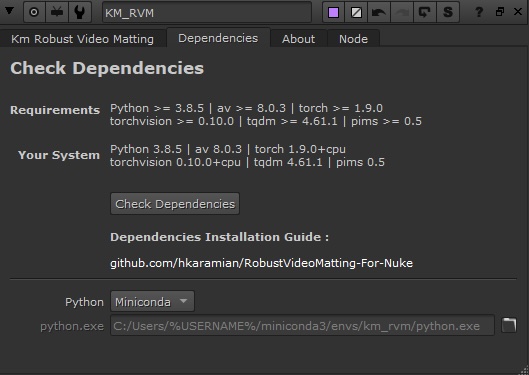 KM_RVM
S ?
Km Robust Video Matting Dependencies About Node
Check Dependencies
Requirements Python >= 3.8.5 | av >= 8.0.3 | torch >= 1.9.0
torchvision >= 0.10.0 | tqdm >= 4.61.1 | pims >= 0.5
Your System Python 3.8.5 | av 8.0.3 | torch 1.9.0+cpu
torchvision 0.10.0+cpu | tqdm 4.61.1 | pims 0.5
Check Dependencies
Dependencies Installation Guide :
github.com/hkaramian/RobustVideoMatting-For-Nuke
Python Miniconda
python.exe C:/Users/%USERNAME%/miniconda3/envs/km_rvm/python.exe